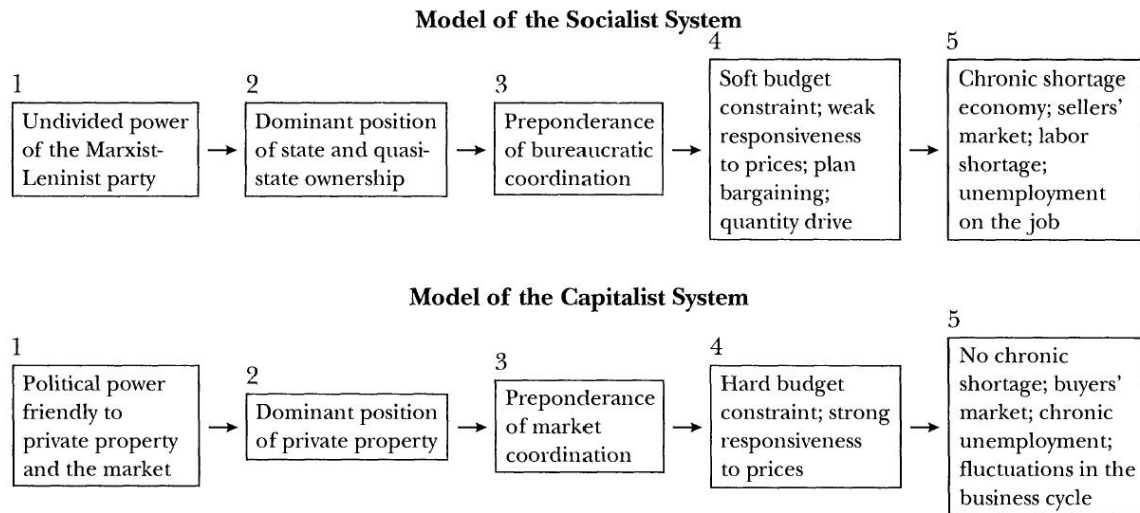 Model of the Socialist System
1
Undivided power
of the Marxist-
Leninist party
2
Dominant position
of state and quasi-
state ownership
3
Preponderance
of bureaucratic
coordination
4
Soft budget
constraint; weak
responsiveness
to prices; plan
bargaining;
quantity drive
5
Chronic shortage
economy; sellers'
market; labor
shortage;
unemployment
on the job
Model of the Capitalist System
1
Political power
friendly to
private property
and the market
2
Dominant position
of private property
3
Preponderance
of market
coordination
4
Hard budget
constraint; strong
responsiveness
to prices
5
No chronic
shortage; buyers'
market; chronic
unemployment;
fluctuations in the
business cycle